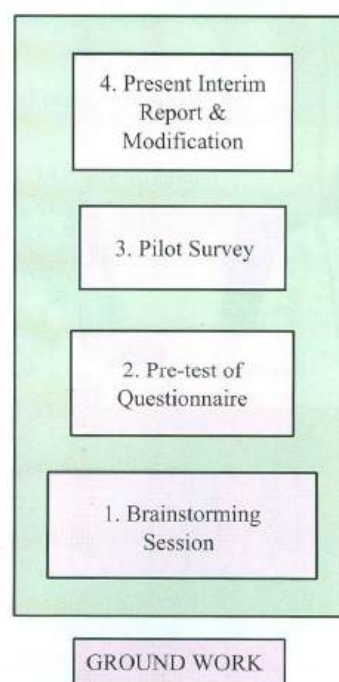 4. Present Interim
Report &
Modification
3. Pilot Survey
2. Pre-test of
Questionnaire
1. Brainstorming
Session
GROUND WORK